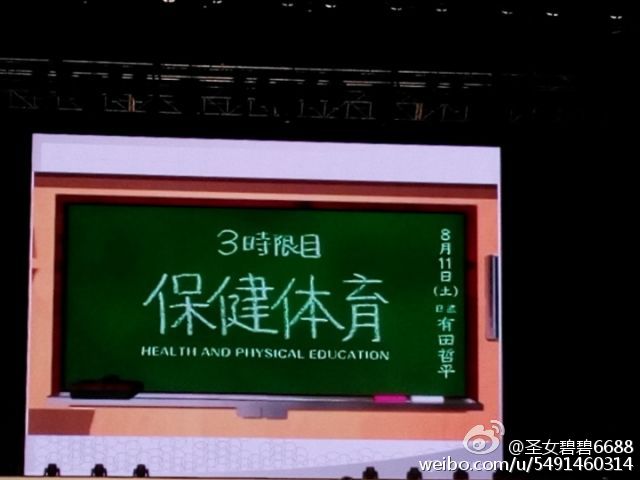 3時限目
保健体育
HEALTH AND PHYSICAL EDUCATION
8月11日(土)
日直
有田哲平
@圣女碧碧6688
weibo.com/u/5491460314